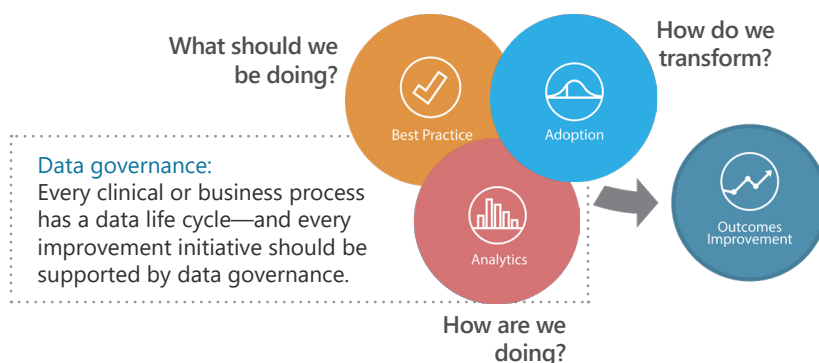 What should we
be doing?
How do we
transform?
Best Practice
Adoption
Data governance:
Every clinical or business process
has a data life cycle—and every
improvement initiative should be
supported by data governance.
Analytics
Outcomes
Improvement
How are we
doing?